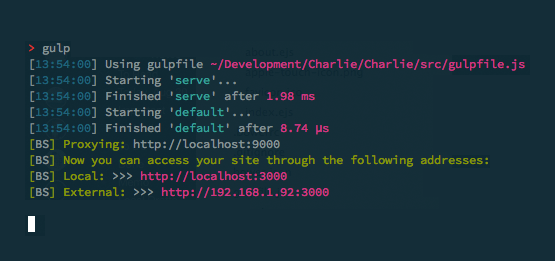 > gulp
[13:54:00] Using gulpfile ~/Development/Charlie/Charlie/src/gulpfile.js
[13:54:00] Starting 'serve'...
[13:54:00] Finished 'serve' after 1.98 ms
[13:54:00] Starting 'default'...
[13:54:00] Finished 'default' after 8.74 μs
[BS] Proxying: http://localhost:9000
[BS] Now you can access your site through the following addresses:
[BS] Local: >>> http://localhost:3000
[BS] External: >>> http://192.168.1.92:3000